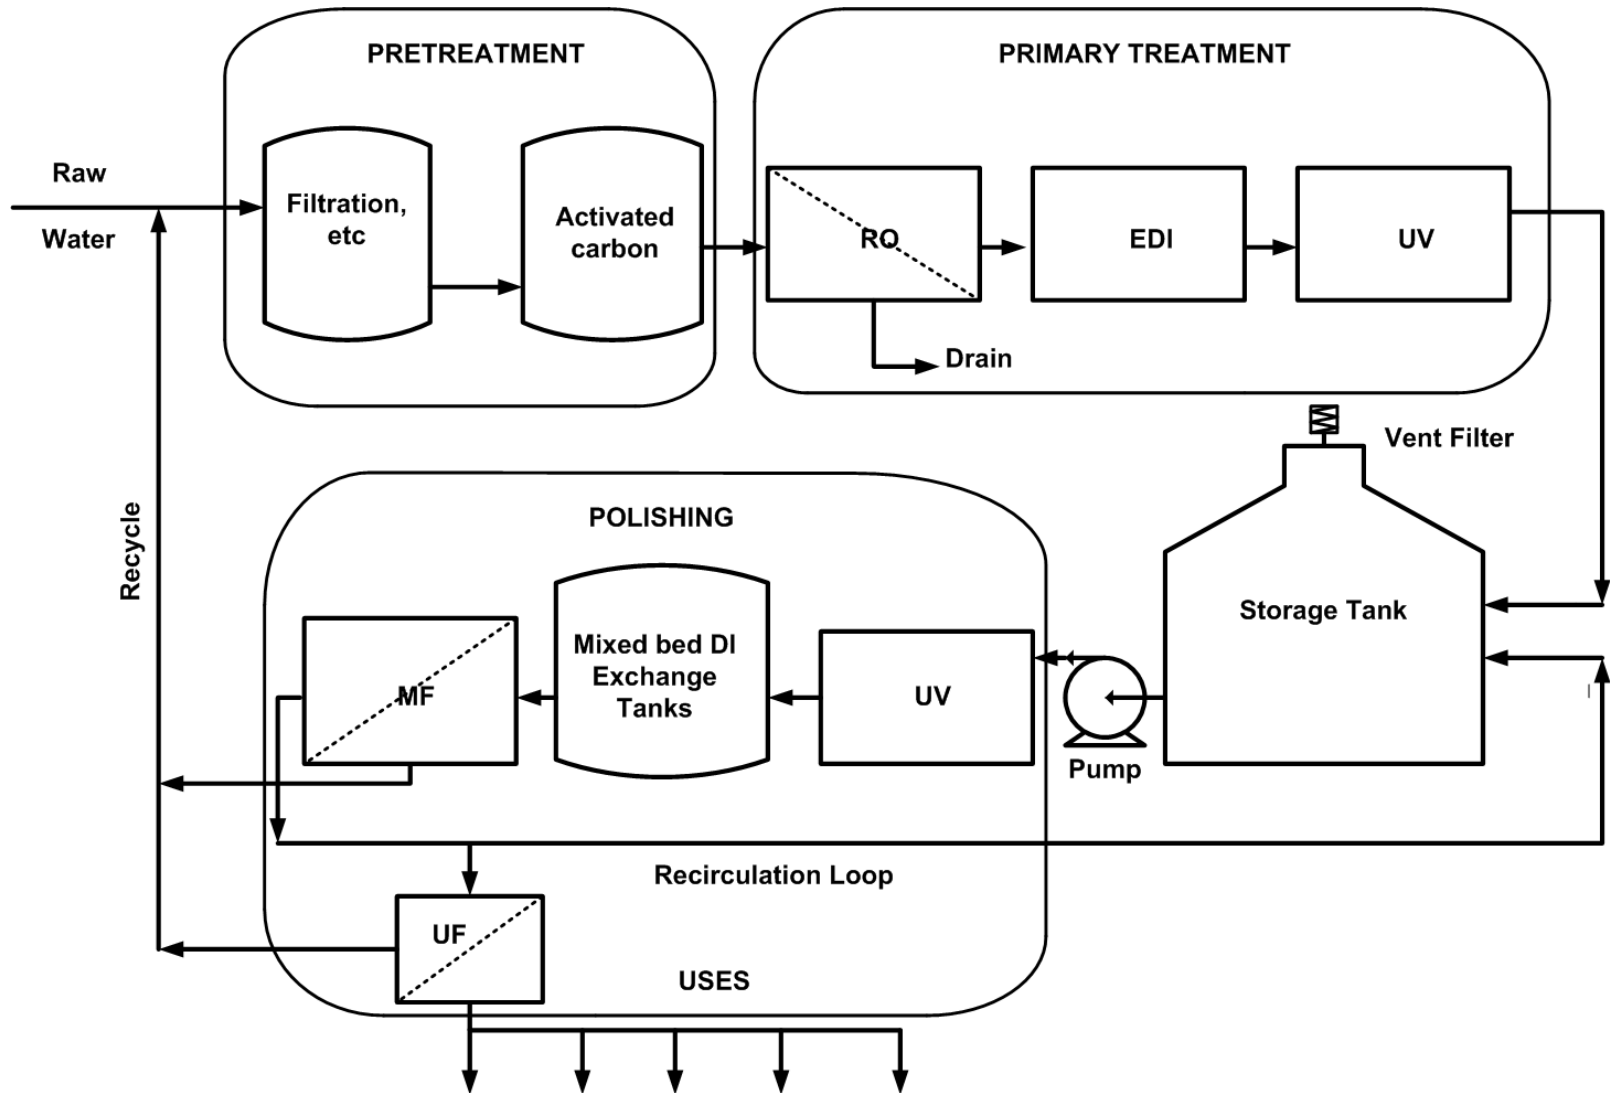 PRETREATMENT
PRIMARY TREATMENT
Raw
Water
Filtration,
etc
Activated
carbon
RO
EDI
UV
Drain
Vent Filter
Recycle
POLISHING
Storage Tank
MF
Mixed bed DI
Exchange
Tanks
UV
Pump
Recirculation Loop
UF
USES